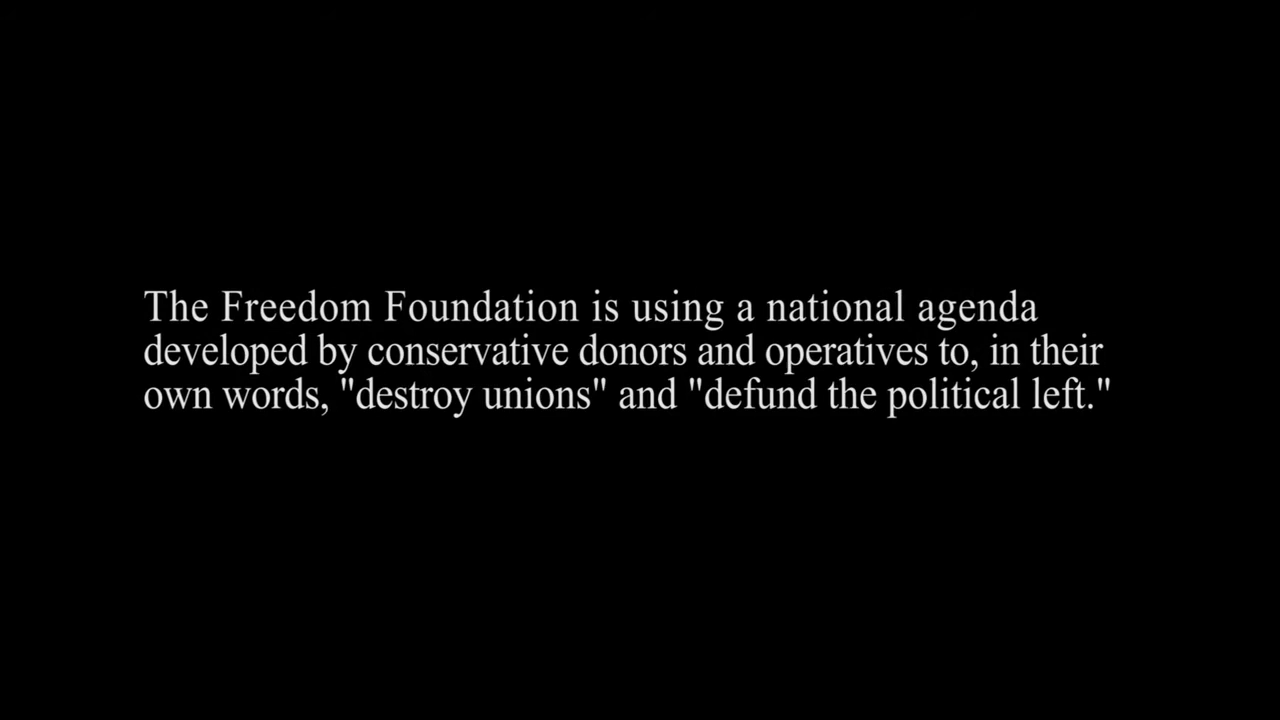 The Freedom Foundation is using a national agenda
developed by conservative donors and operatives to, in their
own words, "destroy unions" and "defund the political left."